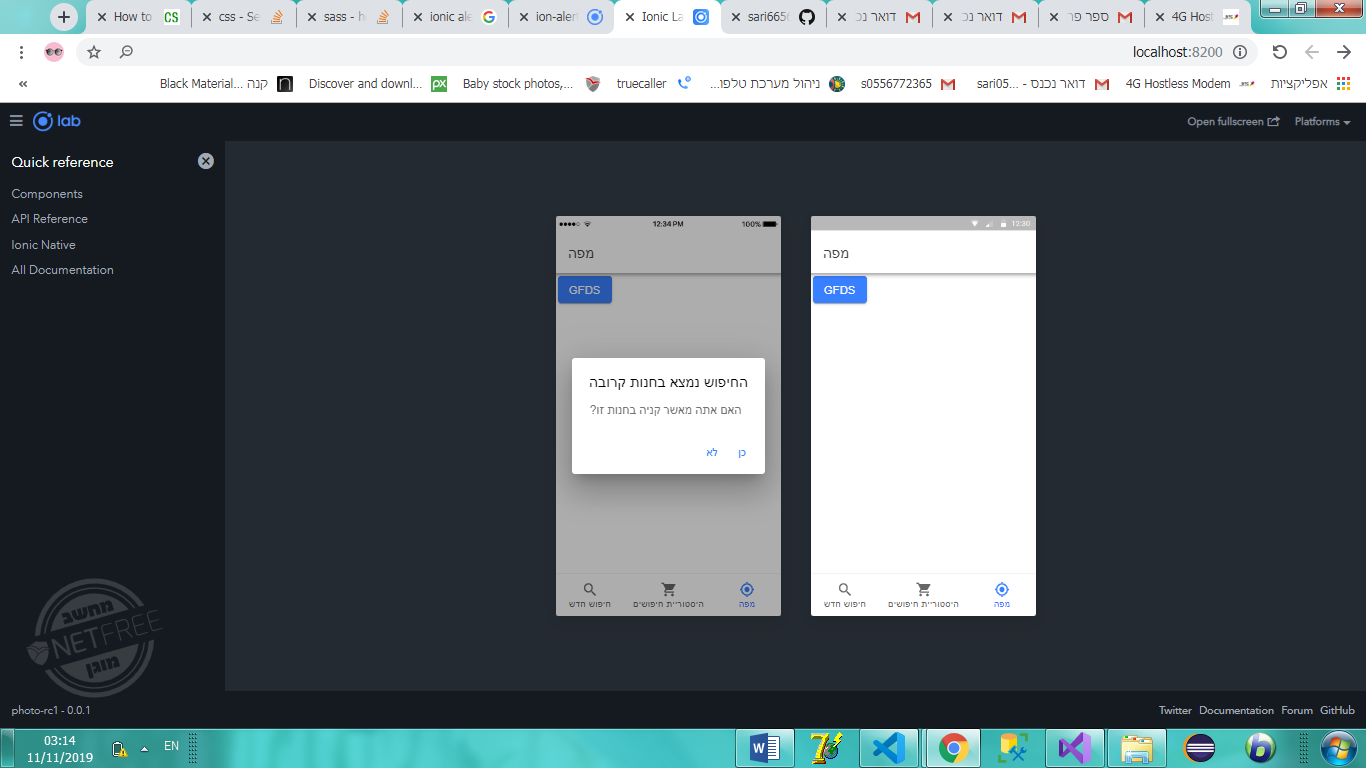 How to
css - Se
sass - h
ionic ale
ion-alert
Ionic La
sari6656
דואר נכ
דואר נכ
ספר פר
4G Host
localhost:8200
«
Black Material... קנה
Discover and downl...
Baby stock photos,...
truecaller
ניהול מערכת טלפו...
s0556772365
דואר נכנס - sari05...
4G Hostless Modem
אפליקציות
lab
Open fullscreen
Platforms
Quick reference
Components
API Reference
Ionic Native
All Documentation
12:34 PM
100%
מפה
GFDS
החיפוש נמצא בחנות קרובה
האם אתה מאשר קניה בחנות זו?
כן
לא
מפה
היסטוריית חיפושים
חיפוש חדש
12:30
מפה
GFDS
מפה
היסטוריית חיפושים
חיפוש חדש
מחשב
NETFREE
מוגן
photo-rc1 - 0.0.1
Twitter
Documentation
Forum
GitHub
03:14
11/11/2019
EN